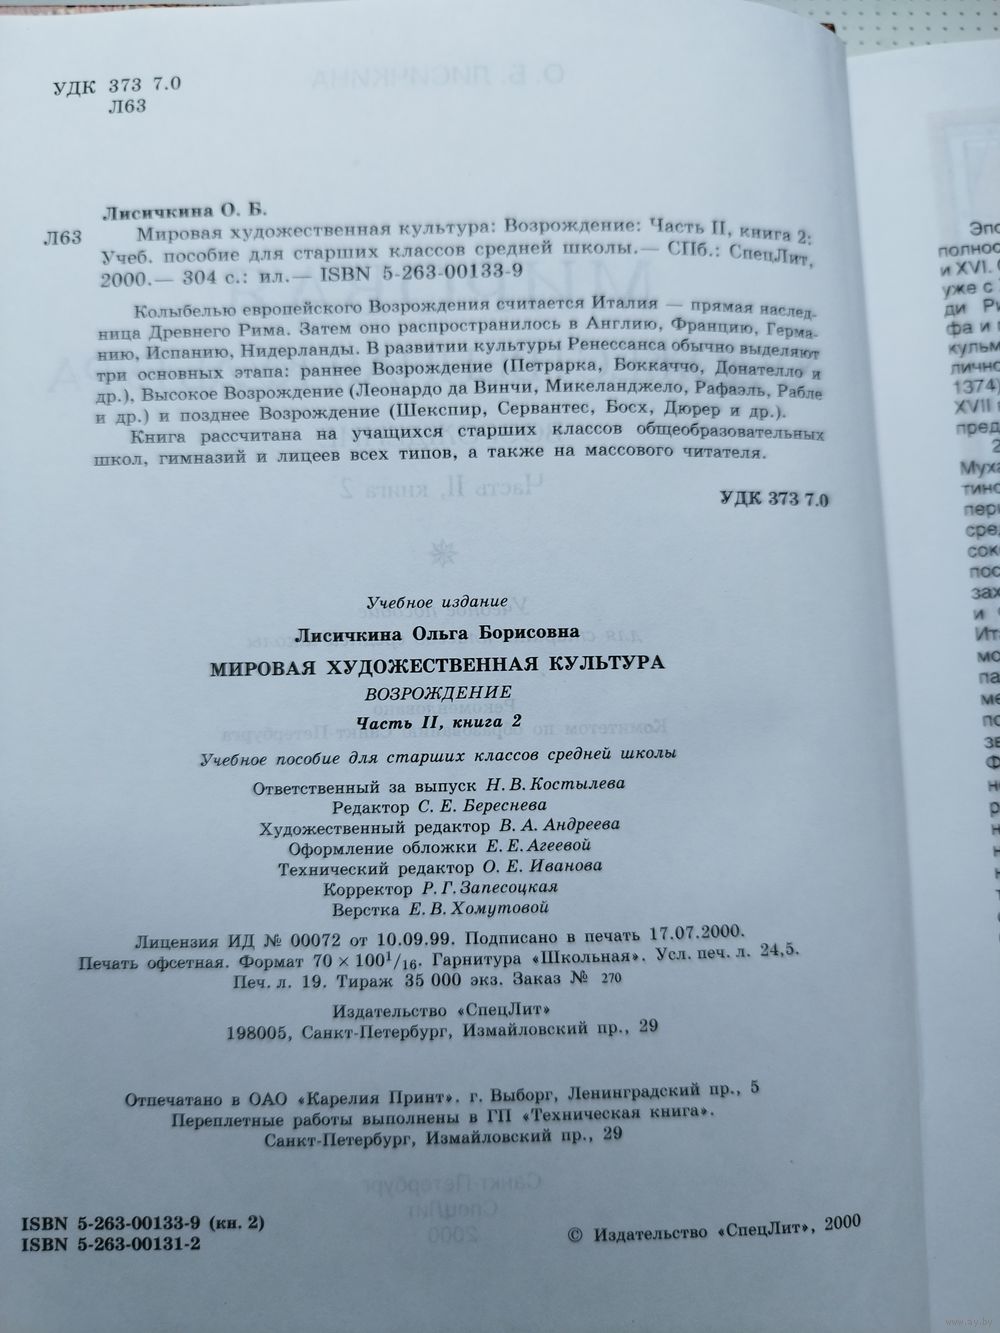 УДК 373 7.0
Л63
Лисичкина О. Б.
Л63 Мировая художественная культура: Возрождение: Часть II, книга 2:
Учеб. пособие для старших классов средней школы.— СПб.: СпецЛит,
2000.— 304 с.: ил.— ISBN 5-263-00133-9
Колыбелью европейского Возрождения считается Италия — прямая наслед-
ница Древнего Рима. Затем оно распространилось в Англию, Францию, Герма-
нию, Испанию, Нидерланды. В развитии культуры Ренессанса обычно выделяют
три основных этапа: раннее Возрождение (Петрарка, Боккаччо, Донателло и
др.), Высокое Возрождение (Леонардо да Винчи, Микеланджело, Рафаэль, Рабле
и др.) и позднее Возрождение (Шекспир, Сервантес, Босх, Дюрер и др.).
Книга рассчитана на учащихся старших классов общеобразовательных
школ, гимназий и лицеев всех типов, а также на массового читателя.
УДК 373 7.0
Учебное издание
Лисичкина Ольга Борисовна
МИРОВАЯ ХУДОЖЕСТВЕННАЯ КУЛЬТУРА
ВОЗРОЖДЕНИЕ
Часть II, книга 2
Учебное пособие для старших классов средней школы
Ответственный за выпуск Н. В. Костылева
Редактор С. Е. Береснева
Художественный редактор В. А. Андреева
Оформление обложки Е. Е. Агеевой
Технический редактор О. Е. Иванова
Корректор Р. Г. Запесоцкая
Верстка Е. В. Хомутовой
Лицензия ИД № 00072 от 10.09.99. Подписано в печать 17.07.2000.
Печать офсетная. Формат 70 × 100 1/16. Гарнитура «Школьная». Усл. печ. л. 24,5.
Печ. л. 19. Тираж 35 000 экз. Заказ № 270
Издательство «СпецЛит»
198005, Санкт-Петербург, Измайловский пр., 29
Отпечатано в ОАО «Карелия Принт». г. Выборг, Ленинградский пр., 5
Переплетные работы выполнены в ГП «Техническая книга».
Санкт-Петербург, Измайловский пр., 29
ISBN 5-263-00133-9 (кн. 2)
ISBN 5-263-00131-2
© Издательство «СпецЛит», 2000
www.ay.by